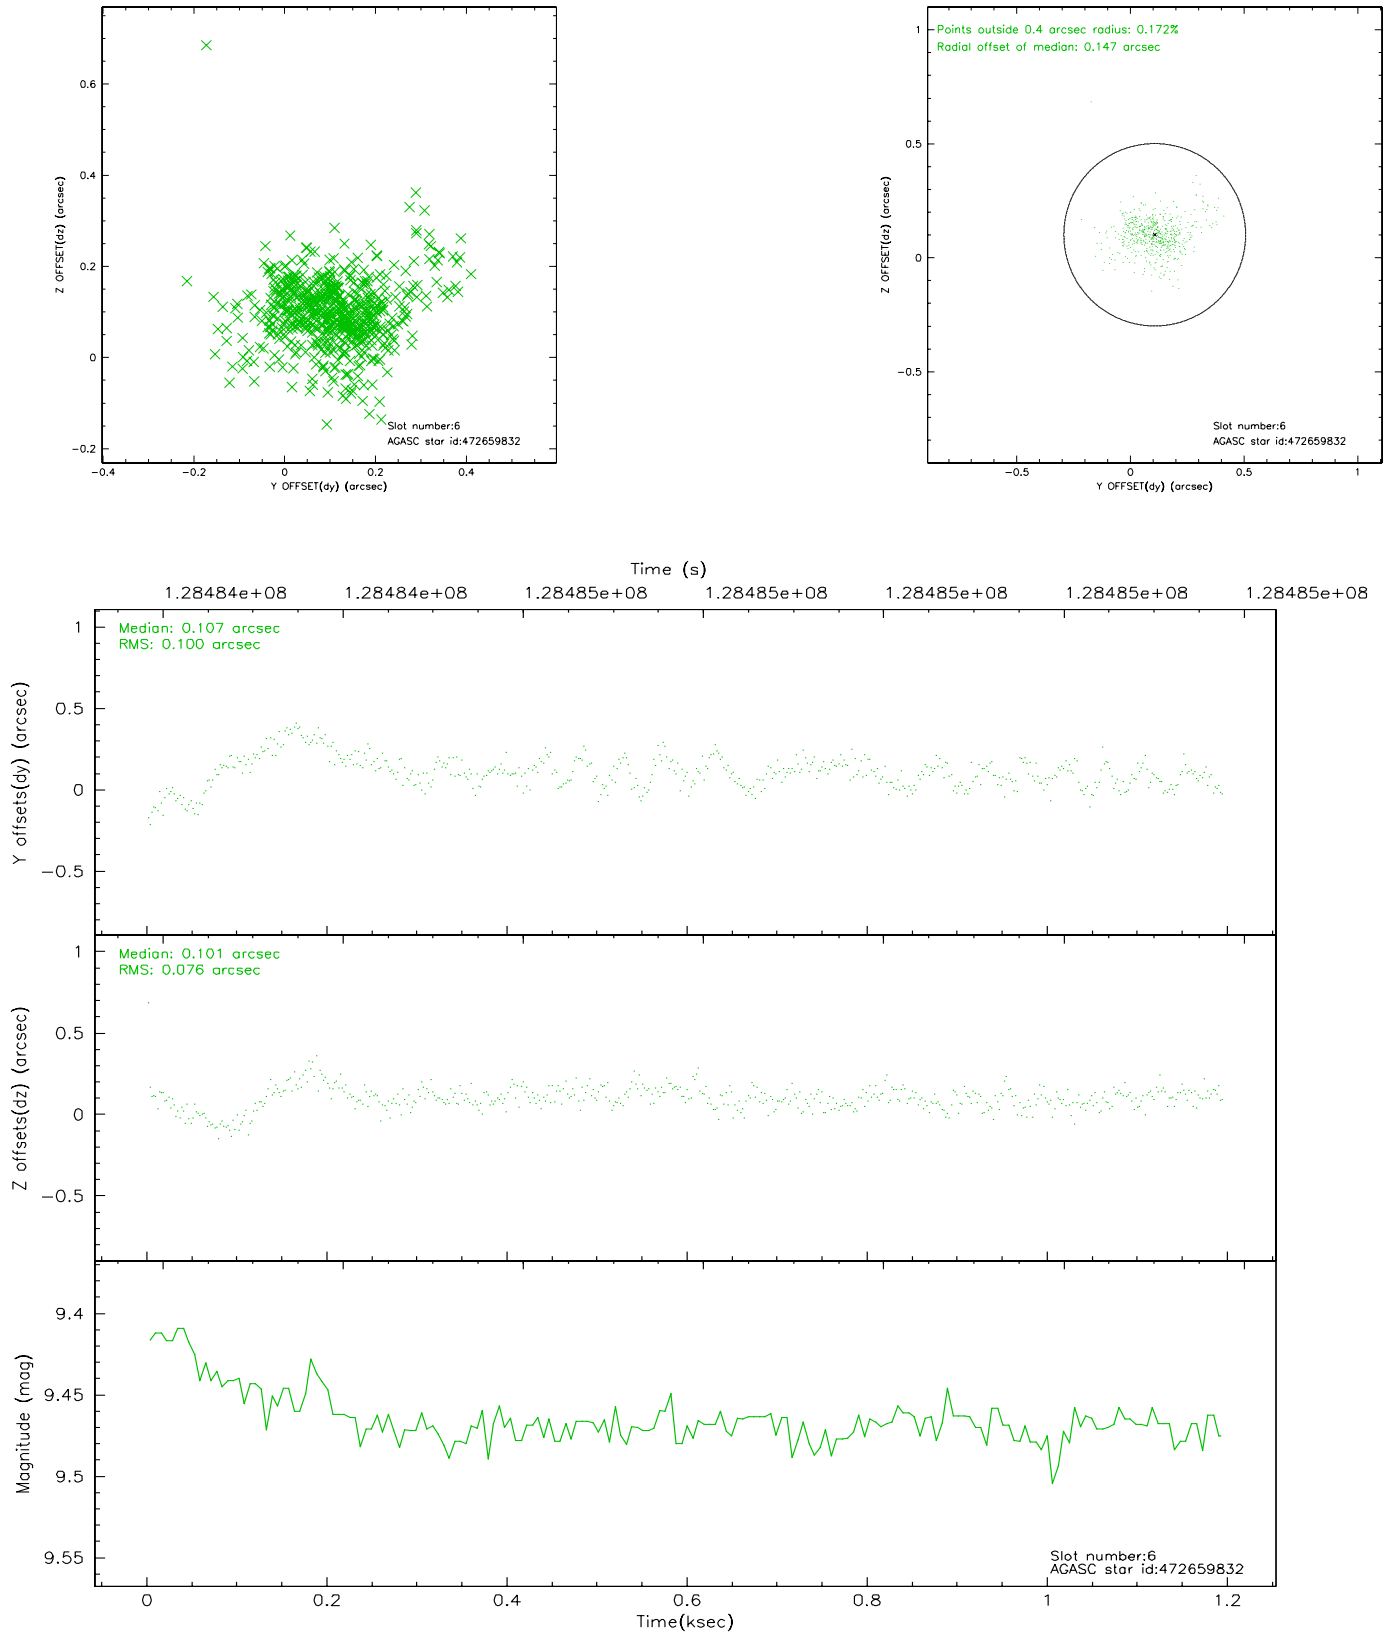 0.6
0.4
0.2
0
−0.2
−0.4
−0.2
0
0.2
0.4
Z OFFSET(dz) (arcsec)
Y OFFSET(dy) (arcsec)
Slot number:6
AGASC star id:472659832
Points outside 0.4 arcsec radius: 0.172%
Radial offset of median: 0.147 arcsec
1
0.5
0
−0.5
−0.5
0
0.5
1
Z OFFSET(dz) (arcsec)
Y OFFSET(dy) (arcsec)
Slot number:6
AGASC star id:472659832
Time (s)
1.28484e+08 1.28484e+08 1.28485e+08 1.28485e+08 1.28485e+08 1.28485e+08 1.28485e+08
Median: 0.107 arcsec
RMS: 0.100 arcsec
1
0.5
0
−0.5
Y offsets(dy) (arcsec)
Median: 0.101 arcsec
RMS: 0.076 arcsec
1
0.5
0
−0.5
Z offsets(dz) (arcsec)
9.4
9.45
9.5
9.55
Magnitude (mag)
Slot number:6
AGASC star id:472659832
0 0.2 0.4 0.6 0.8 1 1.2
Time(ksec)